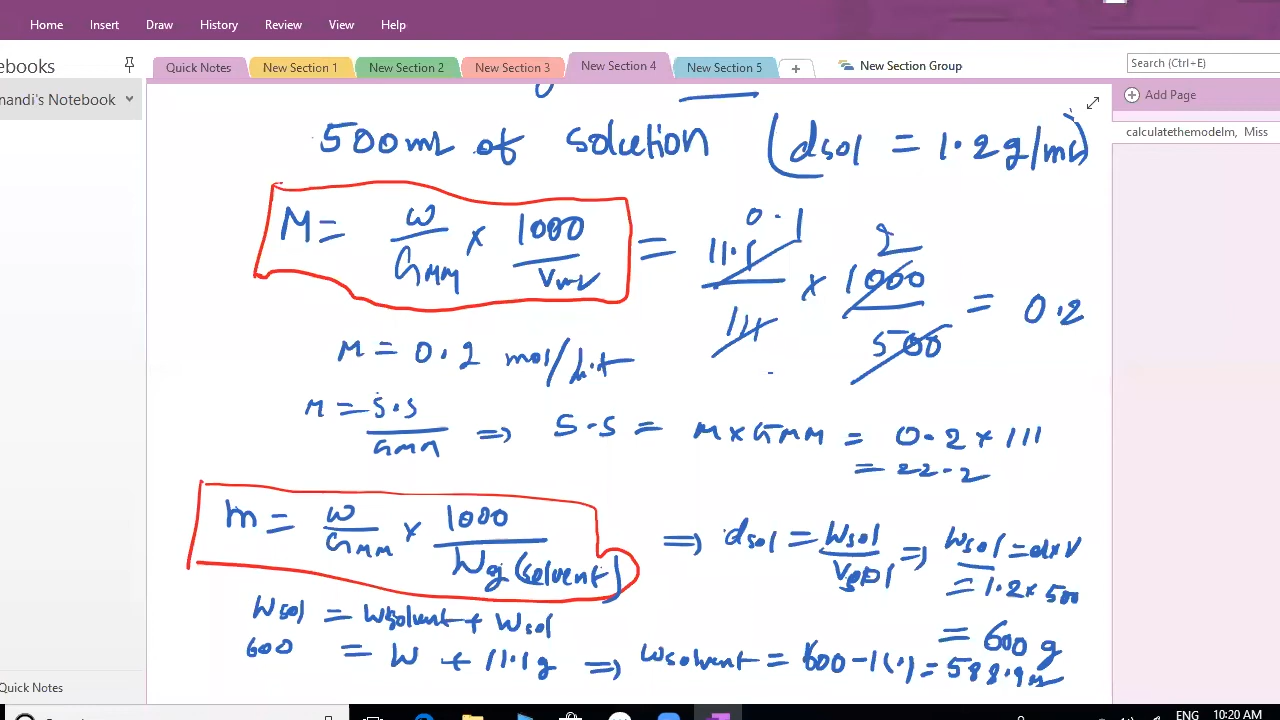 Home Insert Draw History Review View Help
ebooks Quick Notes New Section 1 New Section 2 New Section 3 New Section 4 New Section 5 + New Section Group Search (Ctrl+E)
nandi's Notebook
Add Page
calculatethemodelm, Miss
500mL of solution (dsol = 1.2g/mL)
M = w/GMM × 1000/VmL = 11.1/111 × 1000/500 = 0.2
0.1 2
M = 0.2 mol/Lit
M = S.S/GMM ⇒ S.S = M×GMM = 0.2×111
= 22.2
m = w/GMM × 1000/Wg(solvent) ⇒ dsol = Wsol/Vsol ⇒ Wsol = d×V
= 1.2×500
= 600 g
Wsol = Wsolvent + Wsol
600 = W + 11.1g ⇒ Wsolvent = 600-11.1 = 588.9
Quick Notes
ENG 10:20 AM